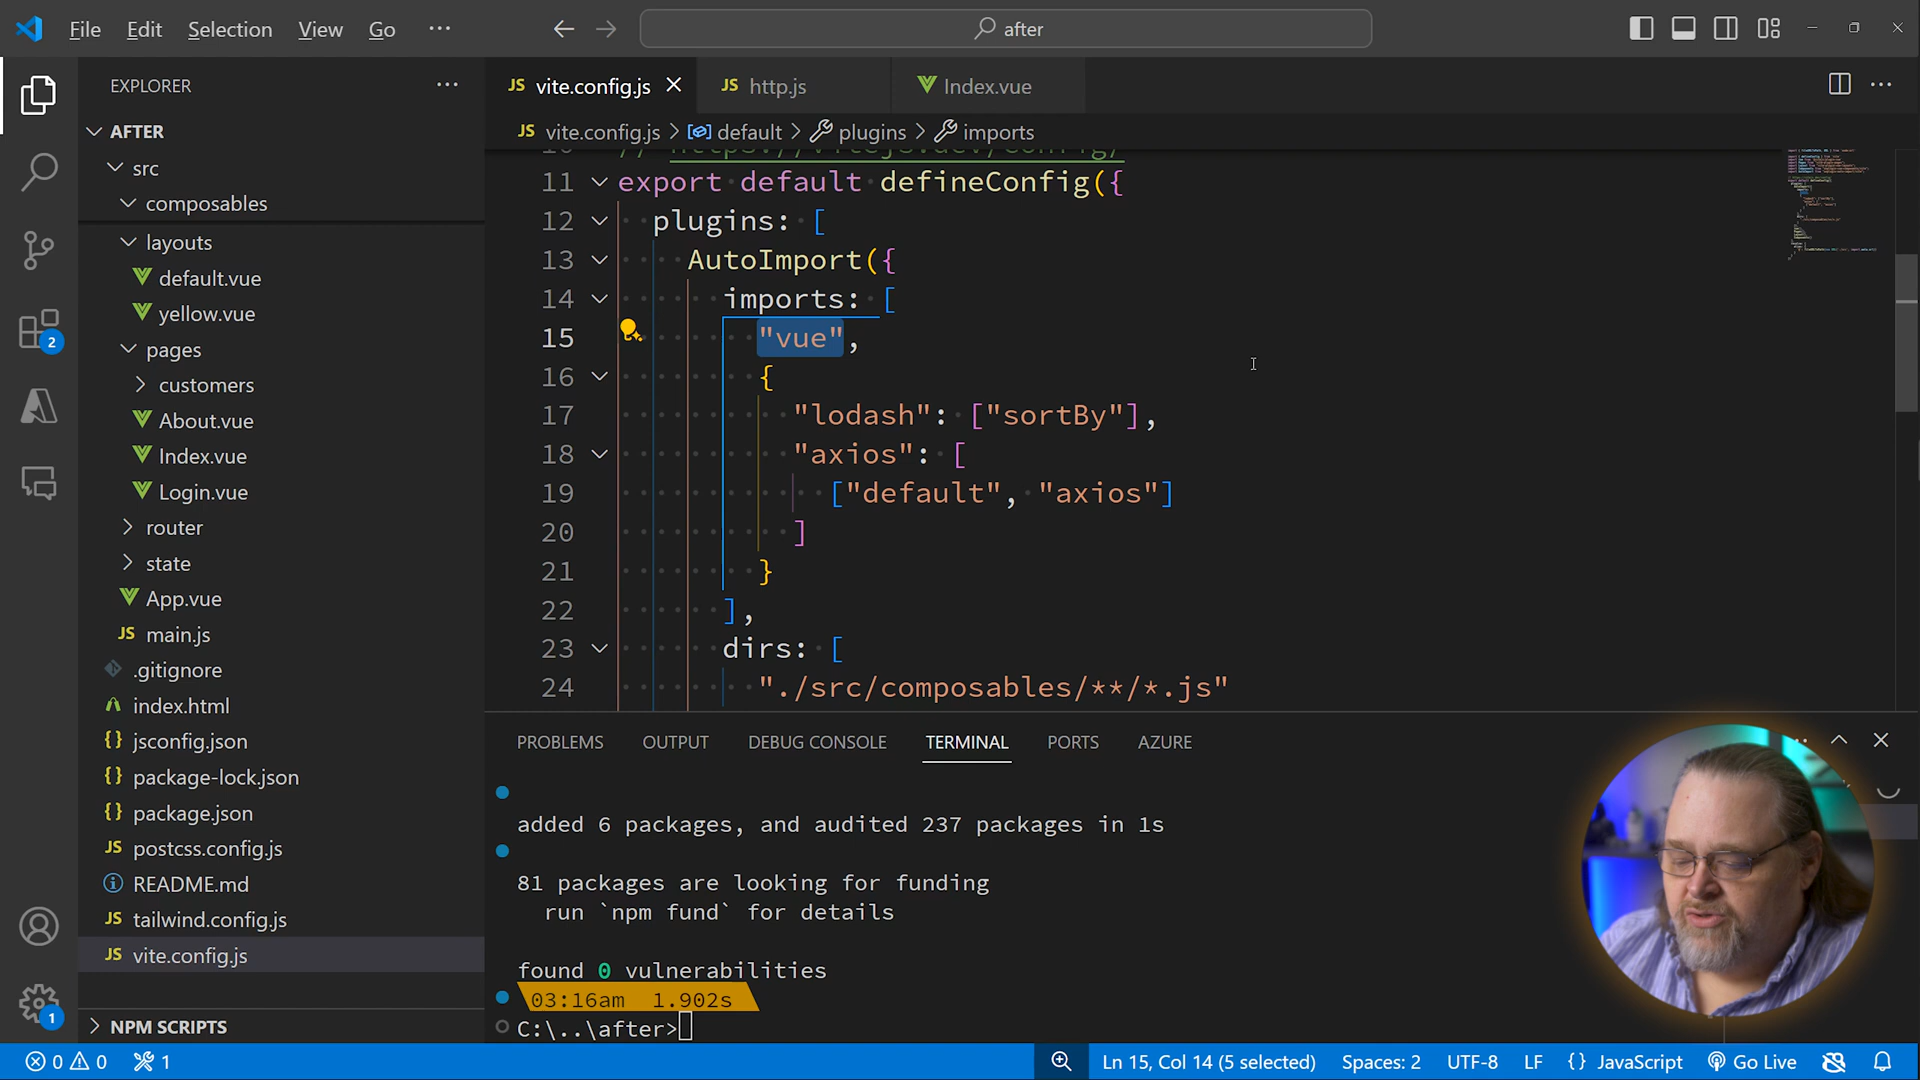 File Edit Selection View Go ···
after
EXPLORER ···
AFTER
src
composables
layouts
default.vue
yellow.vue
pages
customers
About.vue
Index.vue
Login.vue
router
state
App.vue
JS main.js
.gitignore
index.html
{} jsconfig.json
{} package-lock.json
{} package.json
JS postcss.config.js
README.md
JS tailwind.config.js
JS vite.config.js
NPM SCRIPTS
2
1
JS vite.config.js
JS http.js
Index.vue
JS vite.config.js > default > plugins > imports
10 // https://vitejs.dev/config/
11 export default defineConfig({
12 plugins: [
13 AutoImport({
14 imports: [
15 "vue",
16 {
17 "lodash": ["sortBy"],
18 "axios": [
19 ["default", "axios"]
20 ]
21 }
22 ],
23 dirs: [
24 "./src/composables/**/*.js"
PROBLEMS OUTPUT DEBUG CONSOLE TERMINAL PORTS AZURE
added 6 packages, and audited 237 packages in 1s
81 packages are looking for funding
run `npm fund` for details
found 0 vulnerabilities
03:16am 1.902s
C:\..\after>
0 0 1
Ln 15, Col 14 (5 selected) Spaces: 2 UTF-8 LF {} JavaScript Go Live